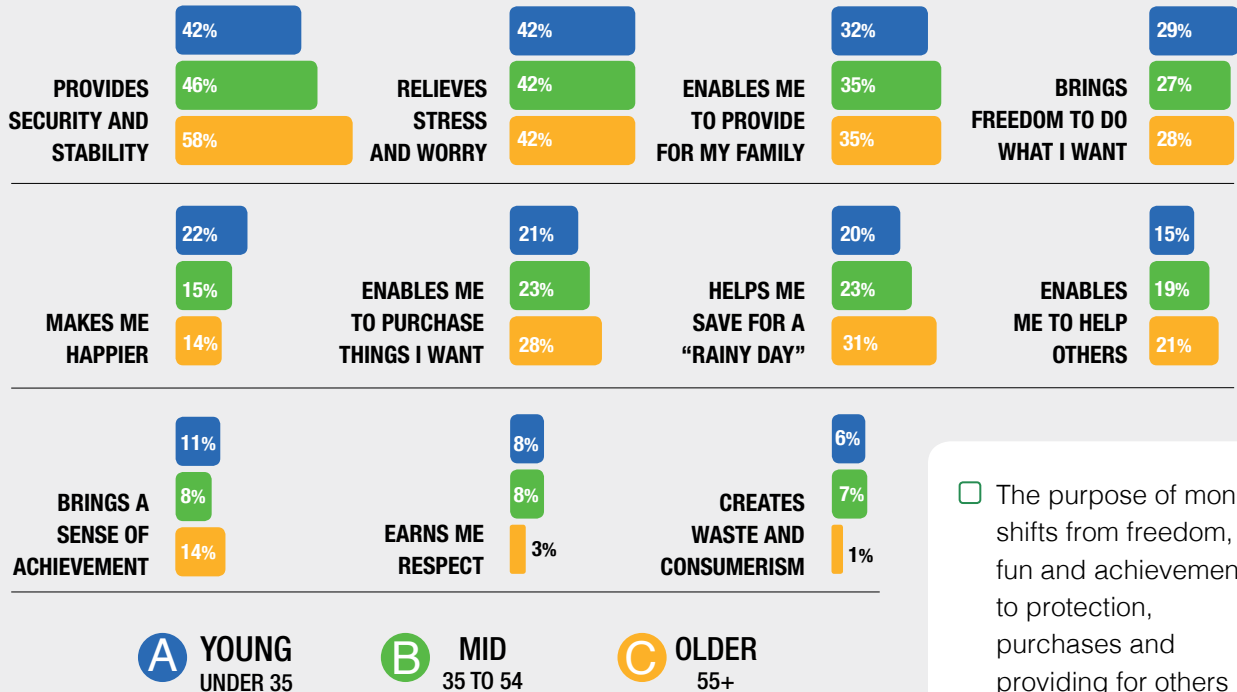 PROVIDES
SECURITY AND
STABILITY
42%
46%
58%
RELIEVES
STRESS
AND WORRY
42%
42%
42%
ENABLES ME
TO PROVIDE
FOR MY FAMILY
32%
35%
35%
BRINGS
FREEDOM TO DO
WHAT I WANT
29%
27%
28%
MAKES ME
HAPPIER
22%
15%
14%
ENABLES ME
TO PURCHASE
THINGS I WANT
21%
23%
28%
HELPS ME
SAVE FOR A
“RAINY DAY”
20%
23%
31%
ENABLES
ME TO HELP
OTHERS
15%
19%
21%
BRINGS A
SENSE OF
ACHIEVEMENT
11%
8%
14%
EARNS ME
RESPECT
8%
8%
3%
CREATES
WASTE AND
CONSUMERISM
6%
7%
1%
A YOUNG
UNDER 35
B MID
35 TO 54
C OLDER
55+
The purpose of
shifts from freedom,
fun and
to protection,
purchases and
providing for others